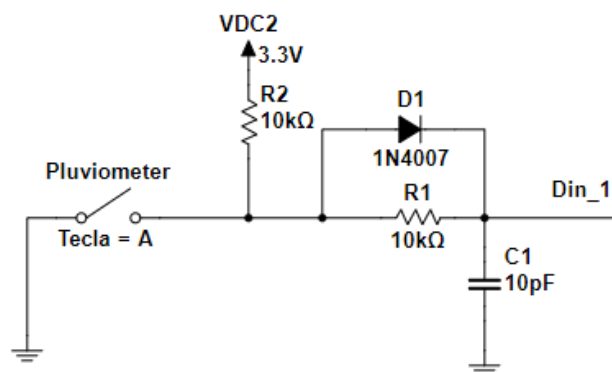 VDC2
3.3V
R2
10kΩ
D1
1N4007
Pluviometer
Tecla = A
R1
10kΩ
Din_1
C1
10pF